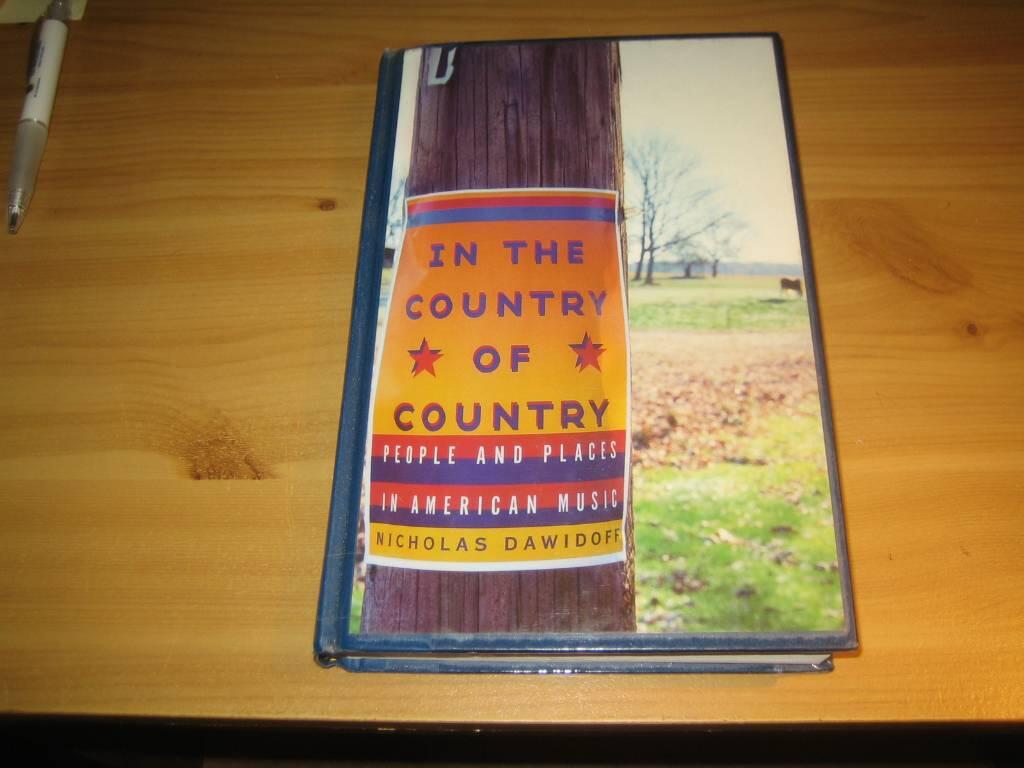 IN THE
COUNTRY
OF
COUNTRY
PEOPLE AND PLACES
IN AMERICAN MUSIC
NICHOLAS DAWIDOFF